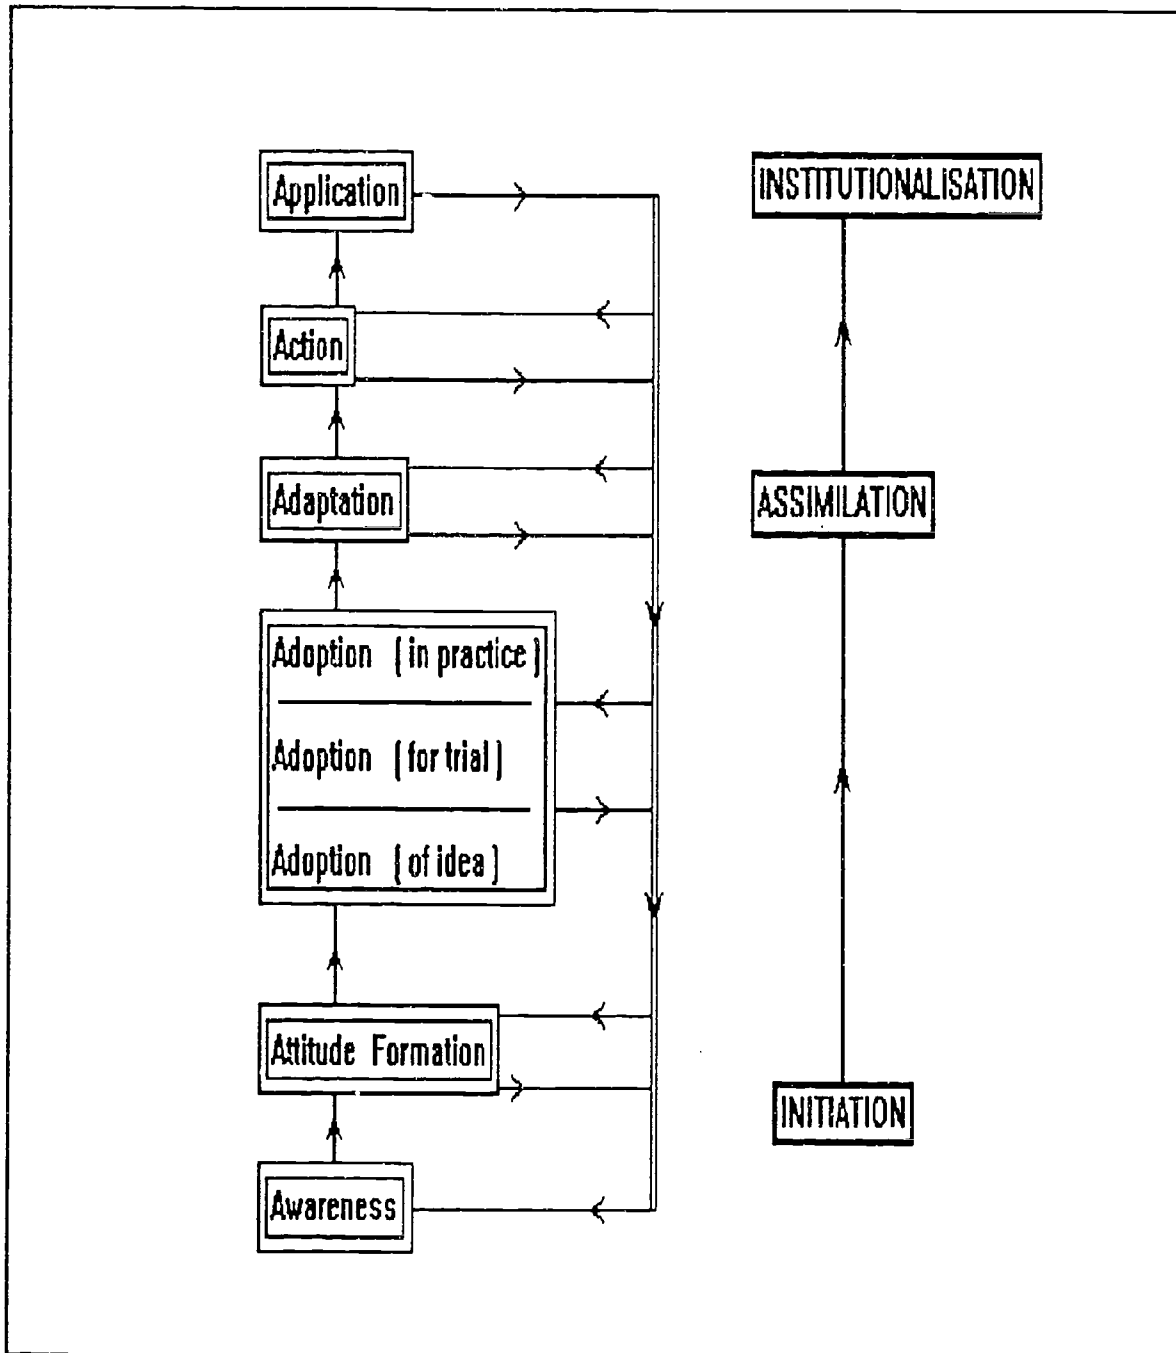 Application
Action
Adaptation
Adoption (in practice)
Adoption (for trial)
Adoption (of idea)
Attitude Formation
Awareness
INSTITUTIONALISATION
ASSIMILATION
INITIATION